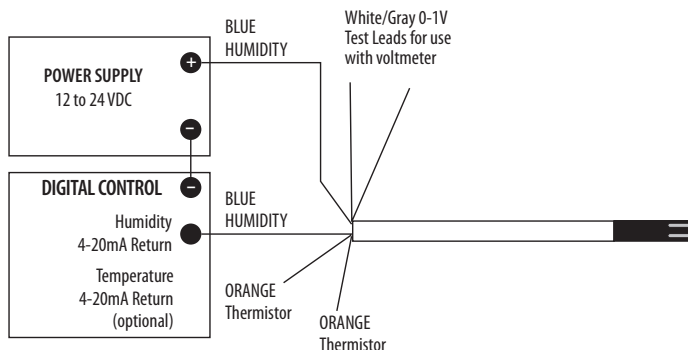 BLUE
HUMIDITY
White/Gray 0-1V
Test Leads for use
with voltmeter
POWER SUPPLY
12 to 24 VDC
+
−
DIGITAL CONTROL
−
Humidity
4-20mA Return
BLUE
HUMIDITY
Temperature
4-20mA Return
(optional)
ORANGE
Thermistor
ORANGE
Thermistor